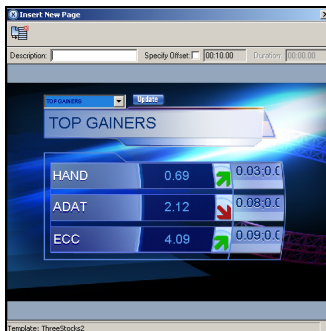 Insert New Page
Description: Specify Offset: 00:10.00 Duration: 00:00.00
TOPGAINERS Update
TOP GAINERS
HAND 0.69 0.03;0.0
ADAT 2.12 0.08;0.0
ECC 4.09 0.09;0.0
Template: ThreeStocks2